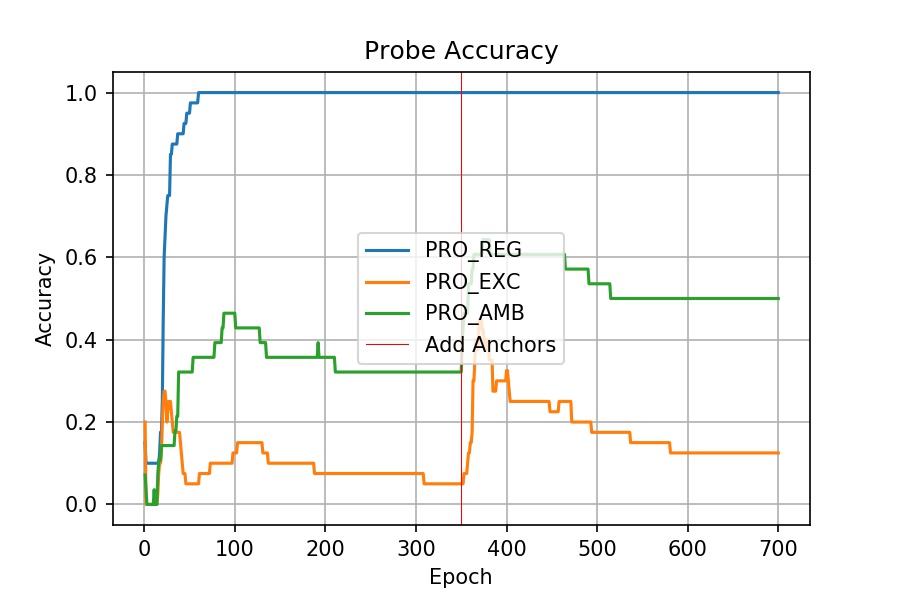 Probe Accuracy
Accuracy
1.0
0.8
0.6
0.4
0.2
0.0
PRO_REG
PRO_EXC
PRO_AMB
Add Anchors
0 100 200 300 400 500 600 700
Epoch